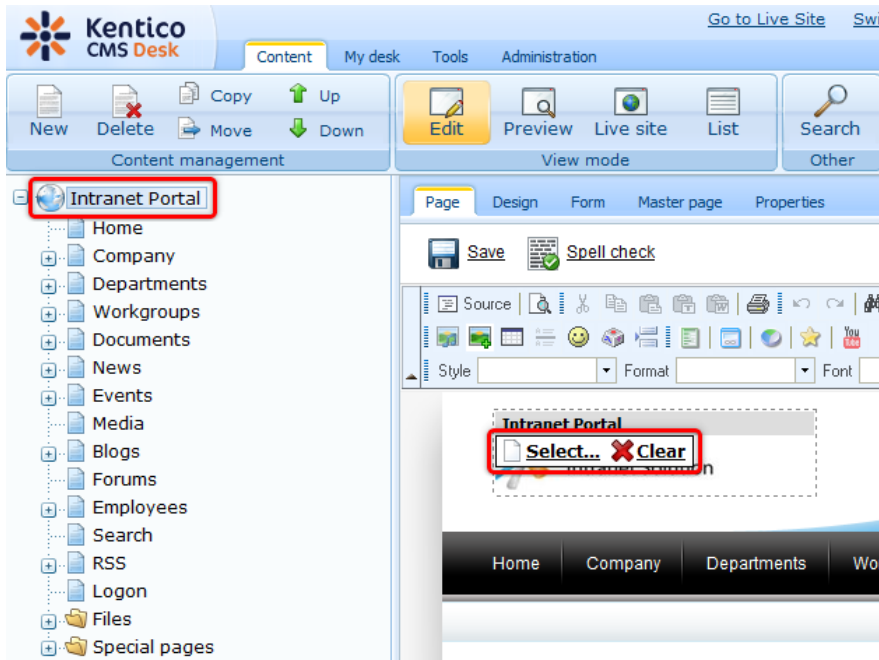 Kentico
CMS Desk
Go to Live Site
Content My desk Tools Administration
New Delete Copy Move Up Down
Content management
Edit Preview Live site List
View mode
Search
Other
Intranet Portal
Home
Company
Departments
Workgroups
Documents
News
Events
Media
Blogs
Forums
Employees
Search
RSS
Logon
Files
Special pages
Page Design Form Master page Properties
Save Spell check
Source
You
Style Format Font
Intranet Portal
Select... Clear
Home Company Departments